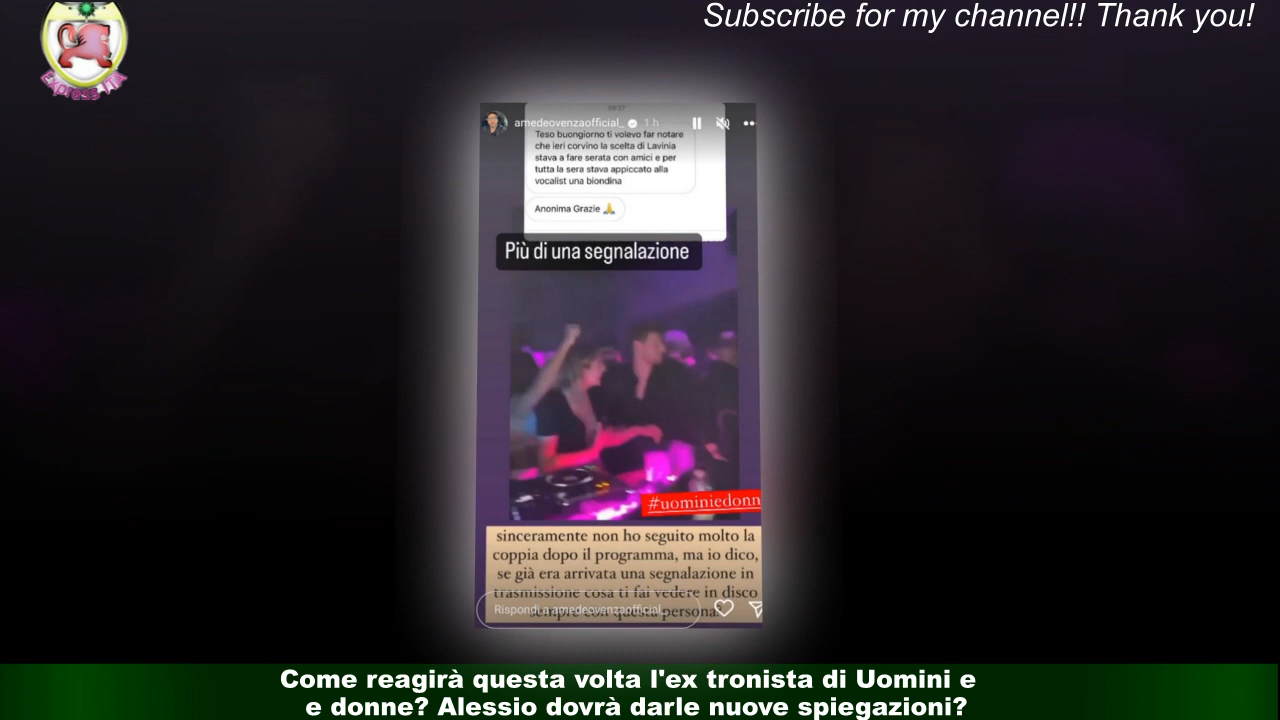 Subscribe for my channel!! Thank you!
Express ITA
09:37
amedeovenzaofficial_ 1 h
Teso buongiorno ti volevo far notare
che ieri corvino la scelta di Lavinia
stava a fare serata con amici e per
tutta la sera stava appiccato alla
vocalist una biondina
Anonima Grazie 🙏
Più di una segnalazione
#uominiedonn
sinceramente non ho seguito molto la
coppia dopo il programma, ma io dico,
se già era arrivata una segnalazione in
trasmissione cosa ti fai vedere in disco
sempre con questa persona.
Rispondi a amedeovenzaofficial_
Come reagirà questa volta l'ex tronista di Uomini e
e donne? Alessio dovrà darle nuove spiegazioni?